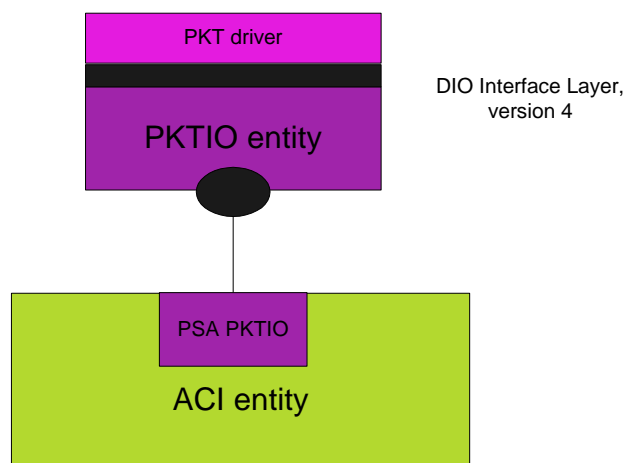 PKT driver
DIO Interface Layer,
version 4
PKTIO entity
PSA PKTIO
ACI entity